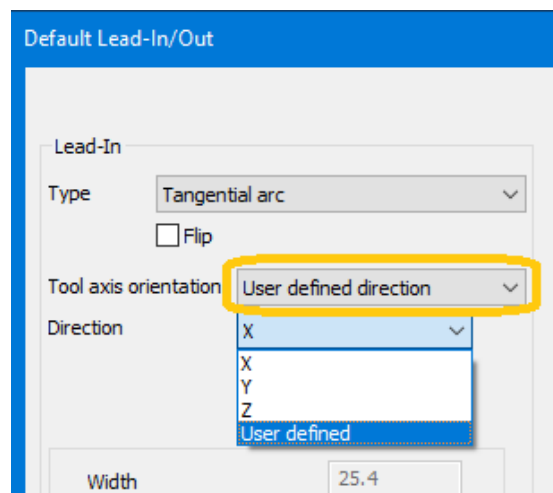 Default Lead-In/Out
Lead-In
Type Tangential arc
Flip
Tool axis orientation User defined direction
Direction X
X
Y
Z
User defined
Width 25.4